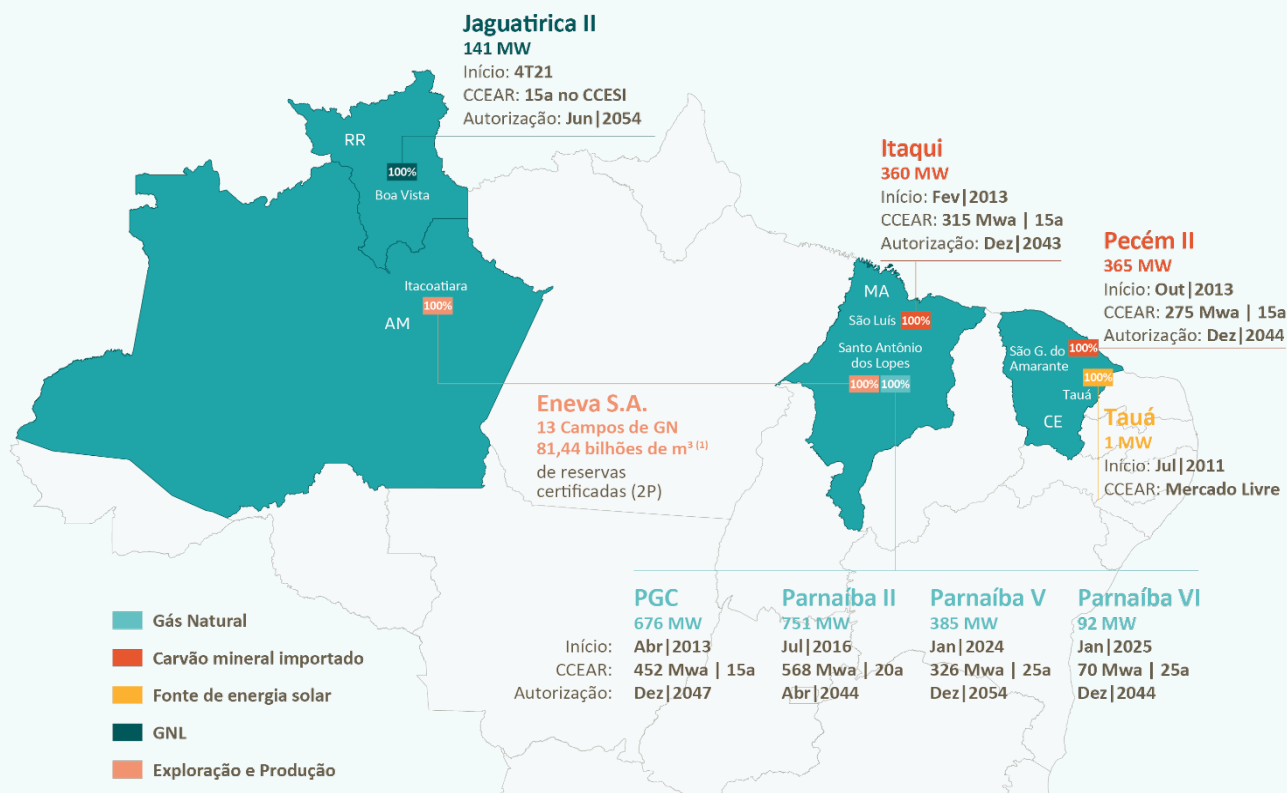 Jaguatirica II
141 MW
Início: 4T21
CCEAR: 15a no CCESI
Autorização: Jun|2054
RR
100%
Boa Vista
Itacoatiara
100%
AM
Itaqui
360 MW
Início: Fev|2013
CCEAR: 315 Mwa | 15a
Autorização: Dez|2043
Pecém II
365 MW
Início: Out|2013
CCEAR: 275 Mwa | 15a
Autorização: Dez|2044
MA
São Luís 100%
Santo Antônio
dos Lopes
100% 100%
São G. do 100%
Amarante
100%
Tauá
CE
Tauá
1 MW
Início: Jul|2011
CCEAR: Mercado Livre
Eneva S.A.
13 Campos de GN
81,44 bilhões de m³ (1)
de reservas
certificadas (2P)
PGC Parnaíba II Parnaíba V Parnaíba VI
676 MW 751 MW 385 MW 92 MW
Início: Abr|2013 Jul|2016 Jan|2024 Jan|2025
CCEAR: 452 Mwa | 15a 568 Mwa | 20a 326 Mwa | 25a 70 Mwa | 25a
Autorização: Dez|2047 Abr|2044 Dez|2054 Dez|2044
Gás Natural
Carvão mineral importado
Fonte de energia solar
GNL
Exploração e Produção